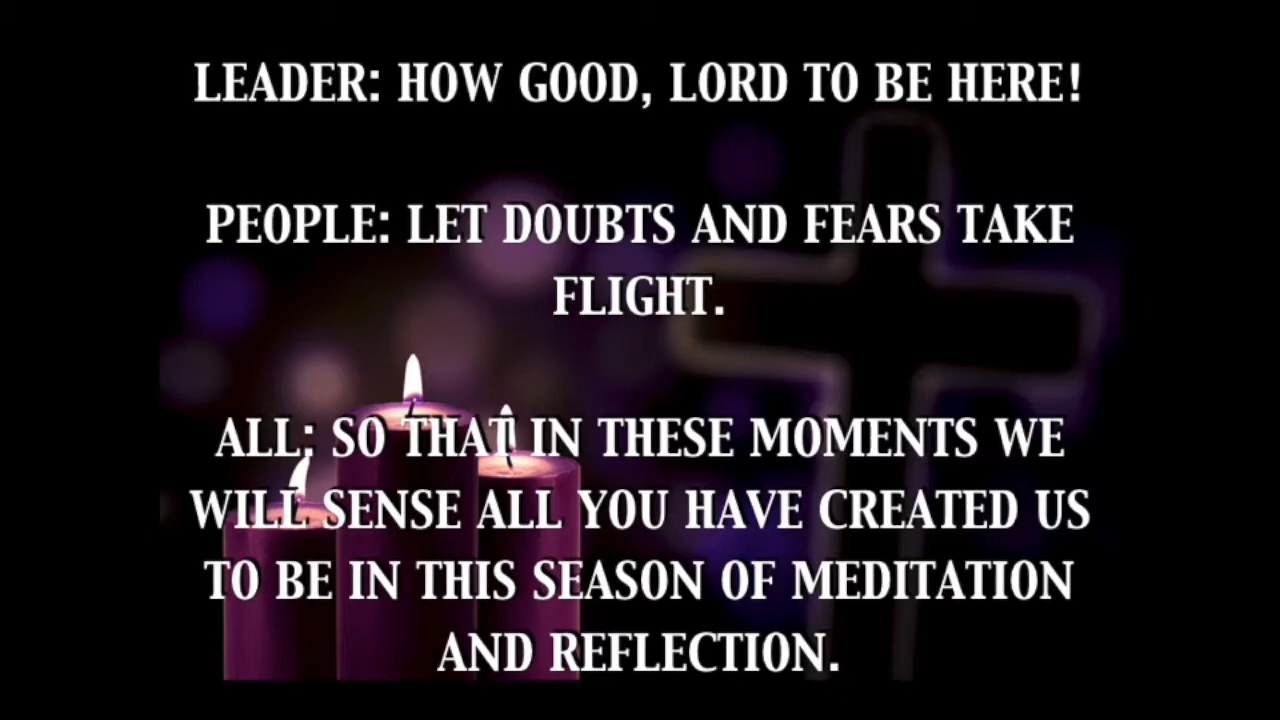 LEADER: HOW GOOD, LORD TO BE HERE!
PEOPLE: LET DOUBTS AND FEARS TAKE
FLIGHT.
ALL: SO THAT IN THESE MOMENTS WE
WILL SENSE ALL YOU HAVE CREATED US
TO BE IN THIS SEASON OF MEDITATION
AND REFLECTION.